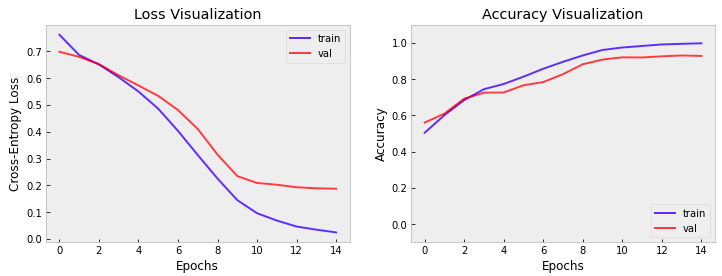 Loss Visualization
train
val
Cross-Entropy Loss
0.7
0.6
0.5
0.4
0.3
0.2
0.1
0.0
0 2 4 6 8 10 12 14
Epochs
Accuracy Visualization
Accuracy
1.0
0.8
0.6
0.4
0.2
0.0
train
val
0 2 4 6 8 10 12 14
Epochs